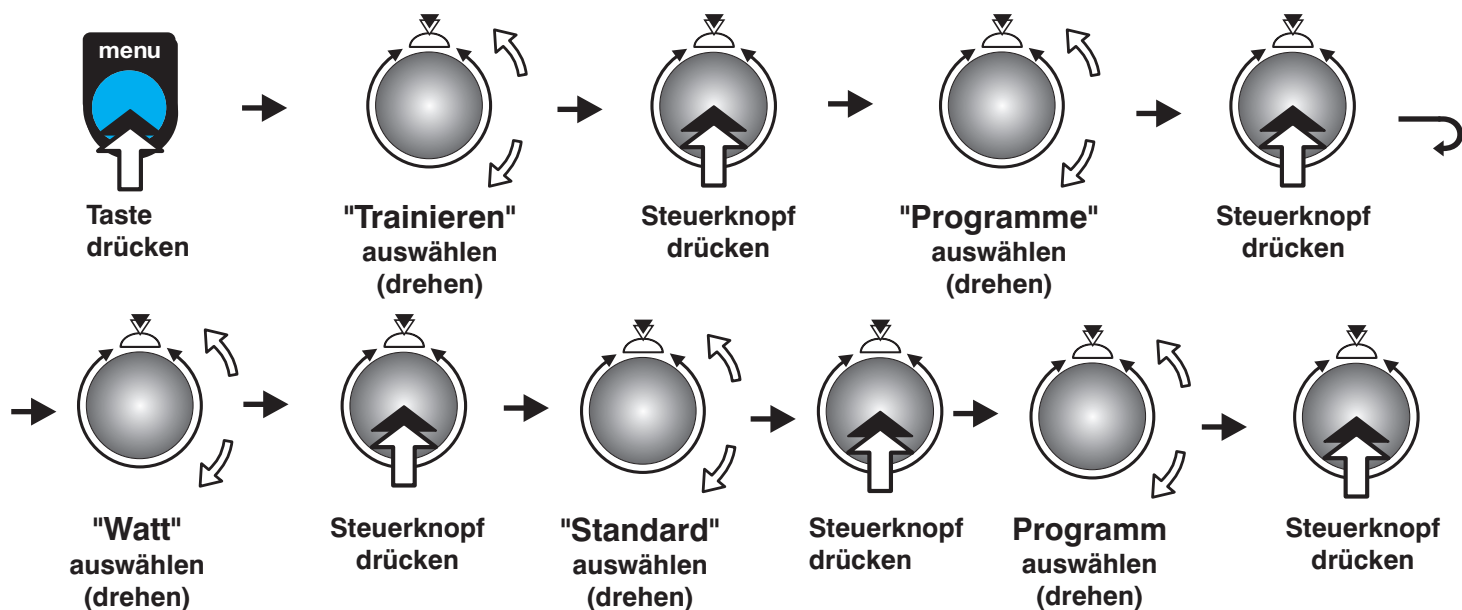 menu
Taste
drücken
"Trainieren"
auswählen
(drehen)
Steuerknopf
drücken
"Programme"
auswählen
(drehen)
Steuerknopf
drücken
"Watt"
auswählen
(drehen)
Steuerknopf
drücken
"Standard"
auswählen
(drehen)
Steuerknopf
drücken
Programm
auswählen
(drehen)
Steuerknopf
drücken